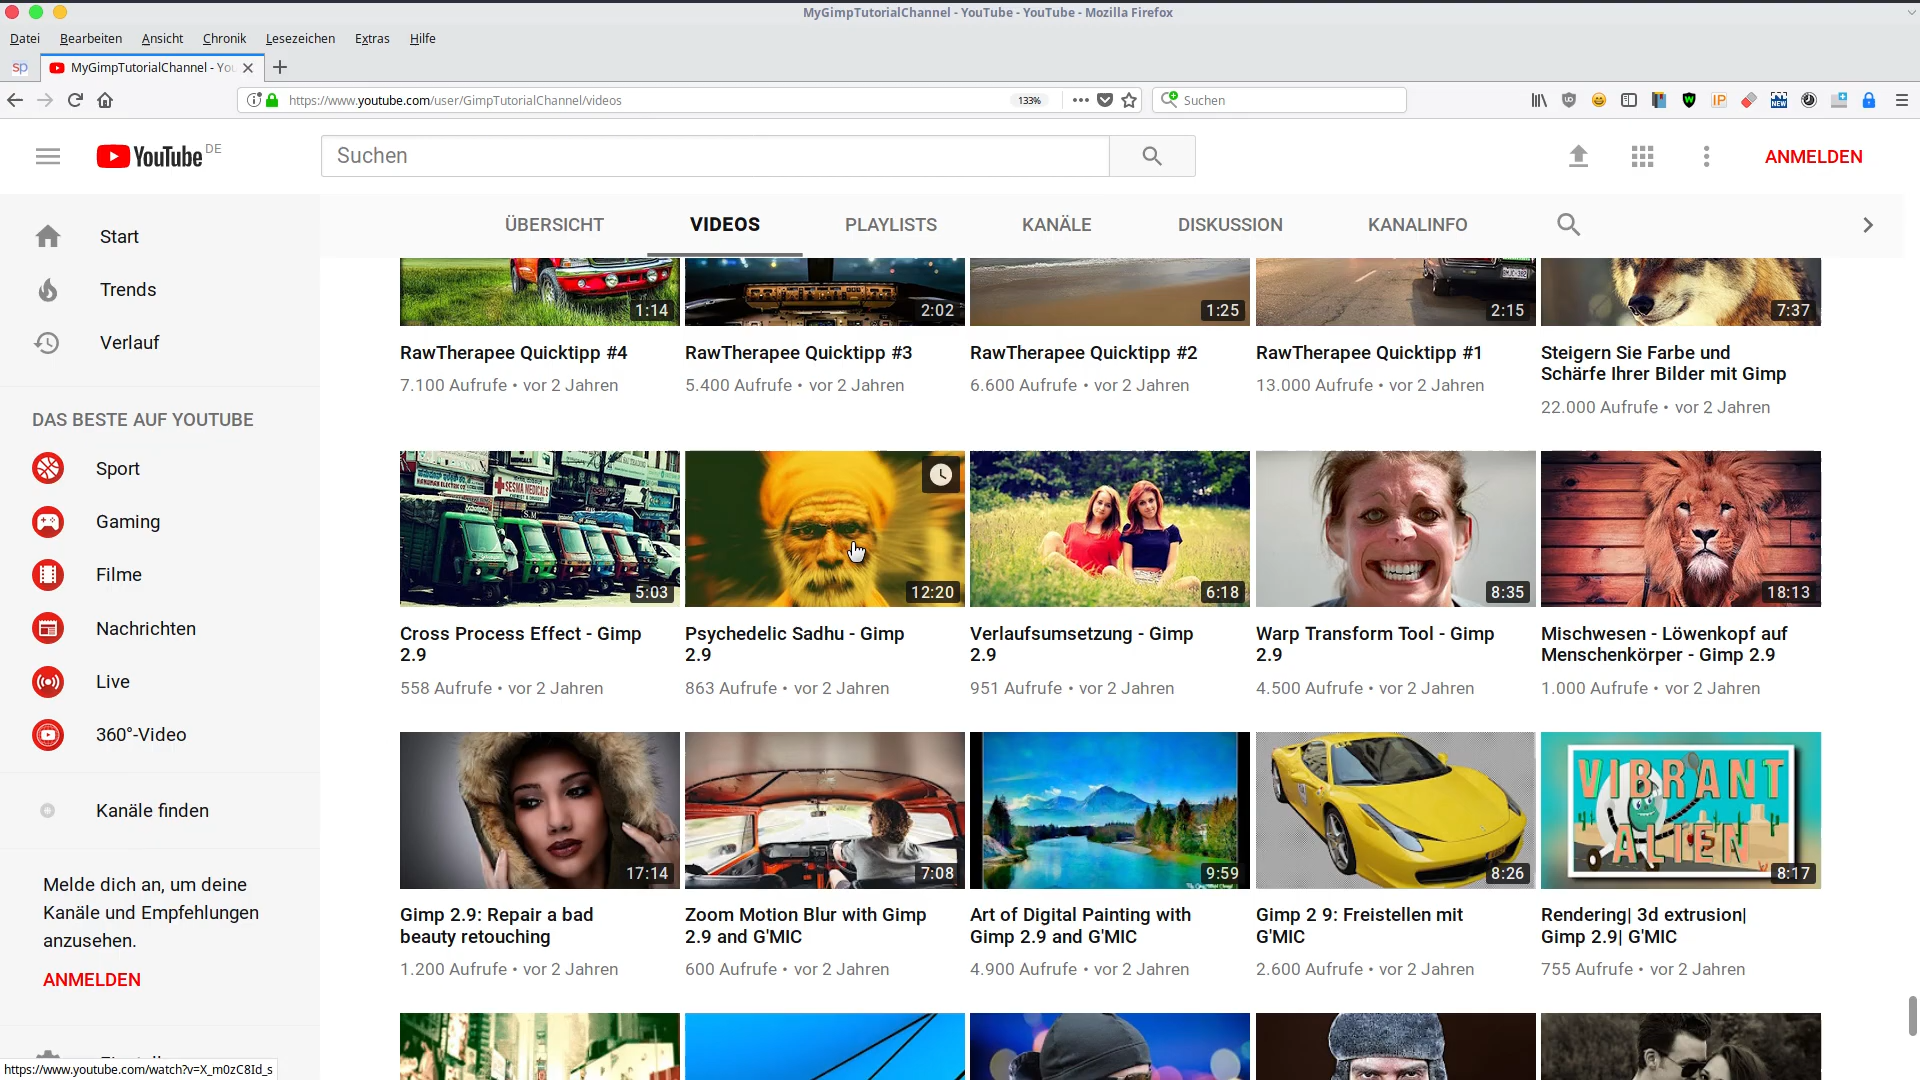 MyGimpTutorialChannel - YouTube - YouTube - Mozilla Firefox
Datei Bearbeiten Ansicht Chronik Lesezeichen Extras Hilfe
sp MyGimpTutorialChannel - You
https://www.youtube.com/user/GimpTutorialChannel/videos 133% Suchen IP NEW
YouTube DE Suchen ANMELDEN
ÜBERSICHT VIDEOS PLAYLISTS KANÄLE DISKUSSION KANALINFO
Start
Trends
Verlauf
DAS BESTE AUF YOUTUBE
Sport
Gaming
Filme
Nachrichten
Live
360°-Video
Kanäle finden
Melde dich an, um deine
Kanäle und Empfehlungen
anzusehen.
ANMELDEN
https://www.youtube.com/watch?v=X_m0zC8Id_s
1:14 2:02 1:25 2:15 7:37
RawTherapee Quicktipp #4
7.100 Aufrufe • vor 2 Jahren
RawTherapee Quicktipp #3
5.400 Aufrufe • vor 2 Jahren
RawTherapee Quicktipp #2
6.600 Aufrufe • vor 2 Jahren
RawTherapee Quicktipp #1
13.000 Aufrufe • vor 2 Jahren
Steigern Sie Farbe und
Schärfe Ihrer Bilder mit Gimp
22.000 Aufrufe • vor 2 Jahren
SESMA MEDICALS
5:03 12:20 6:18 8:35 18:13
Cross Process Effect - Gimp
2.9
558 Aufrufe • vor 2 Jahren
Psychedelic Sadhu - Gimp
2.9
863 Aufrufe • vor 2 Jahren
Verlaufsumsetzung - Gimp
2.9
951 Aufrufe • vor 2 Jahren
Warp Transform Tool - Gimp
2.9
4.500 Aufrufe • vor 2 Jahren
Mischwesen - Löwenkopf auf
Menschenkörper - Gimp 2.9
1.000 Aufrufe • vor 2 Jahren
VIBRANT
ALIEN
17:14 7:08 9:59 8:26 8:17
Gimp 2.9: Repair a bad
beauty retouching
1.200 Aufrufe • vor 2 Jahren
Zoom Motion Blur with Gimp
2.9 and G'MIC
600 Aufrufe • vor 2 Jahren
Art of Digital Painting with
Gimp 2.9 and G'MIC
4.900 Aufrufe • vor 2 Jahren
Gimp 2 9: Freistellen mit
G'MIC
2.600 Aufrufe • vor 2 Jahren
Rendering| 3d extrusion|
Gimp 2.9| G'MIC
755 Aufrufe • vor 2 Jahren